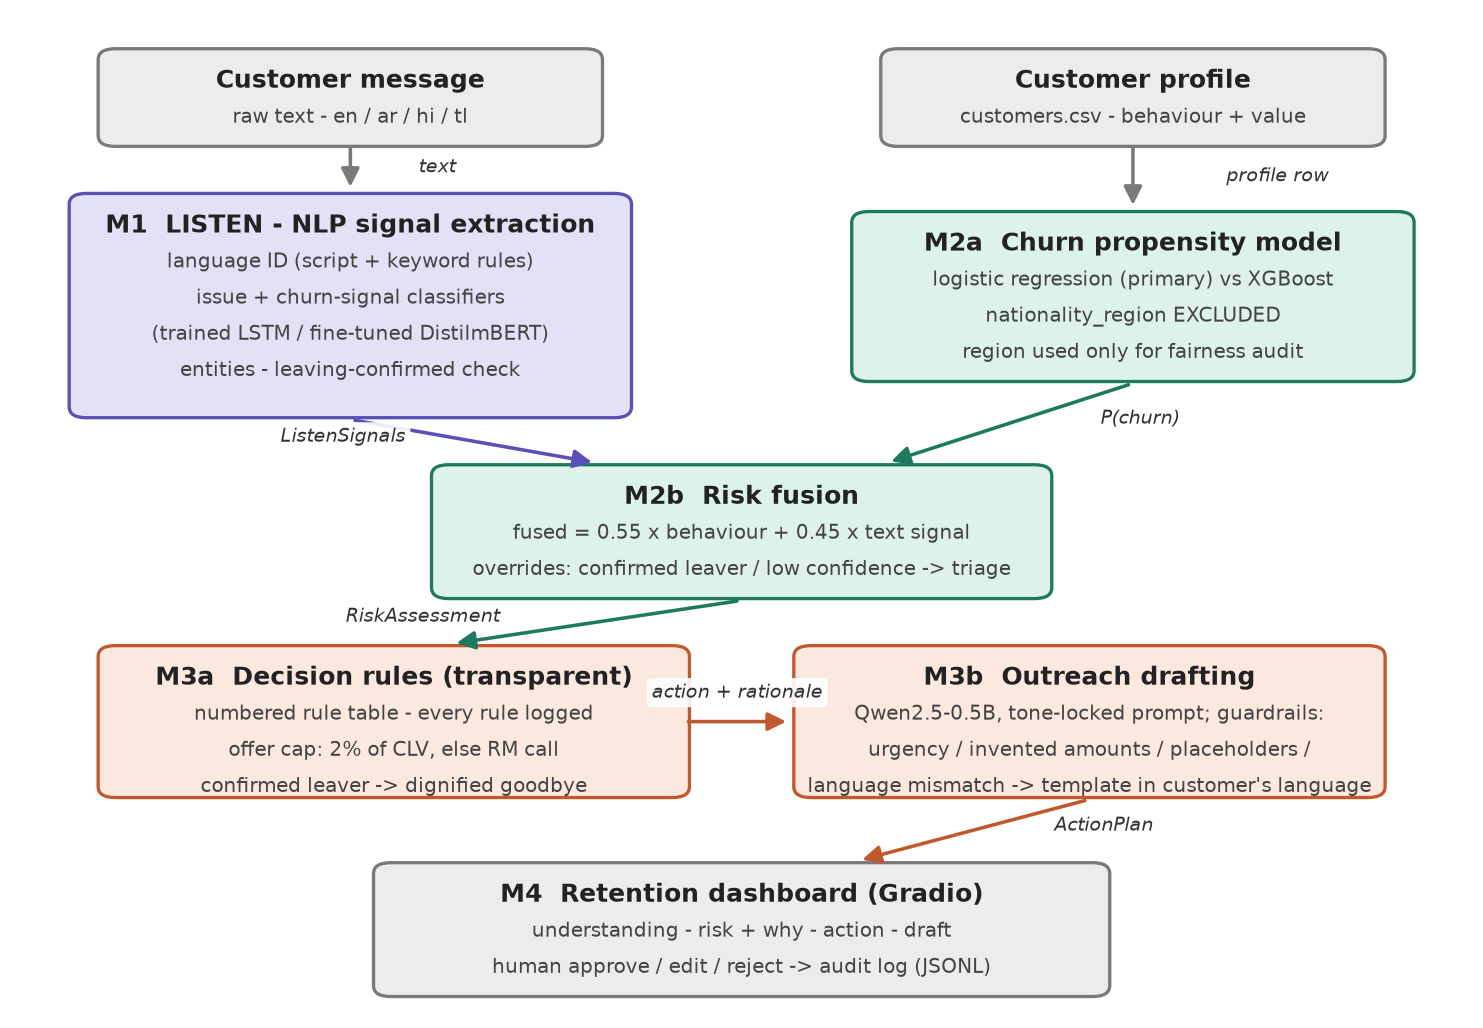 Customer message
raw text - en / ar / hi / tl
Customer profile
customers.csv - behaviour + value
text
profile row
M1  LISTEN - NLP signal extraction
language ID (script + keyword rules)
issue + churn-signal classifiers
(trained LSTM / fine-tuned DistilmBERT)
entities - leaving-confirmed check
M2a  Churn propensity model
logistic regression (primary) vs XGBoost
nationality_region EXCLUDED
region used only for fairness audit
ListenSignals
P(churn)
M2b  Risk fusion
fused = 0.55 x behaviour + 0.45 x text signal
overrides: confirmed leaver / low confidence -> triage
RiskAssessment
M3a  Decision rules (transparent)
numbered rule table - every rule logged
offer cap: 2% of CLV, else RM call
confirmed leaver -> dignified goodbye
action + rationale
M3b  Outreach drafting
Qwen2.5-0.5B, tone-locked prompt; guardrails:
urgency / invented amounts / placeholders /
language mismatch -> template in customer's language
ActionPlan
M4  Retention dashboard (Gradio)
understanding - risk + why - action - draft
human approve / edit / reject -> audit log (JSONL)